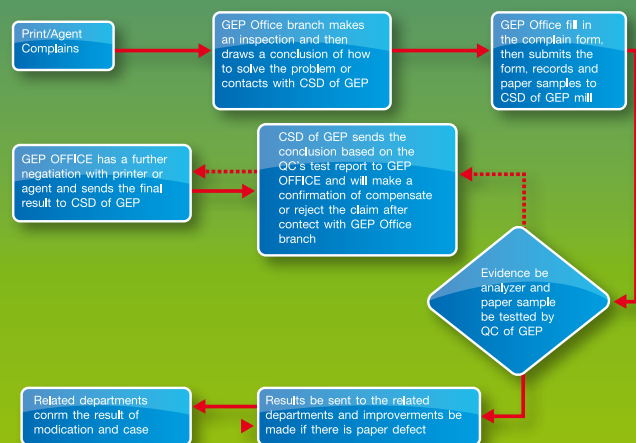 Print/Agent
Complains
GEP Office branch makes
an inspection and then
draws a conclusion of how
to solve the problem or
contacts with CSD of GEP
GEP Office fill in
the complain form,
then submits the
form, records and
paper samples to
CSD of GEP mill
GEP OFFICE has a further
negatiation with printer or
agent and sends the final
result to CSD of GEP
CSD of GEP sends the
conclusion based on the
QC's test report to GEP
OFFICE and will make a
confirmation of compensate
or reject the claim after
contect with GEP Office
branch
Evidence be
analyzer and
paper sample
be testted by
QC of GEP
Related departments
conrm the result of
modication and case
Results be sent to the related
departments and improverments be
made if there is paper defect